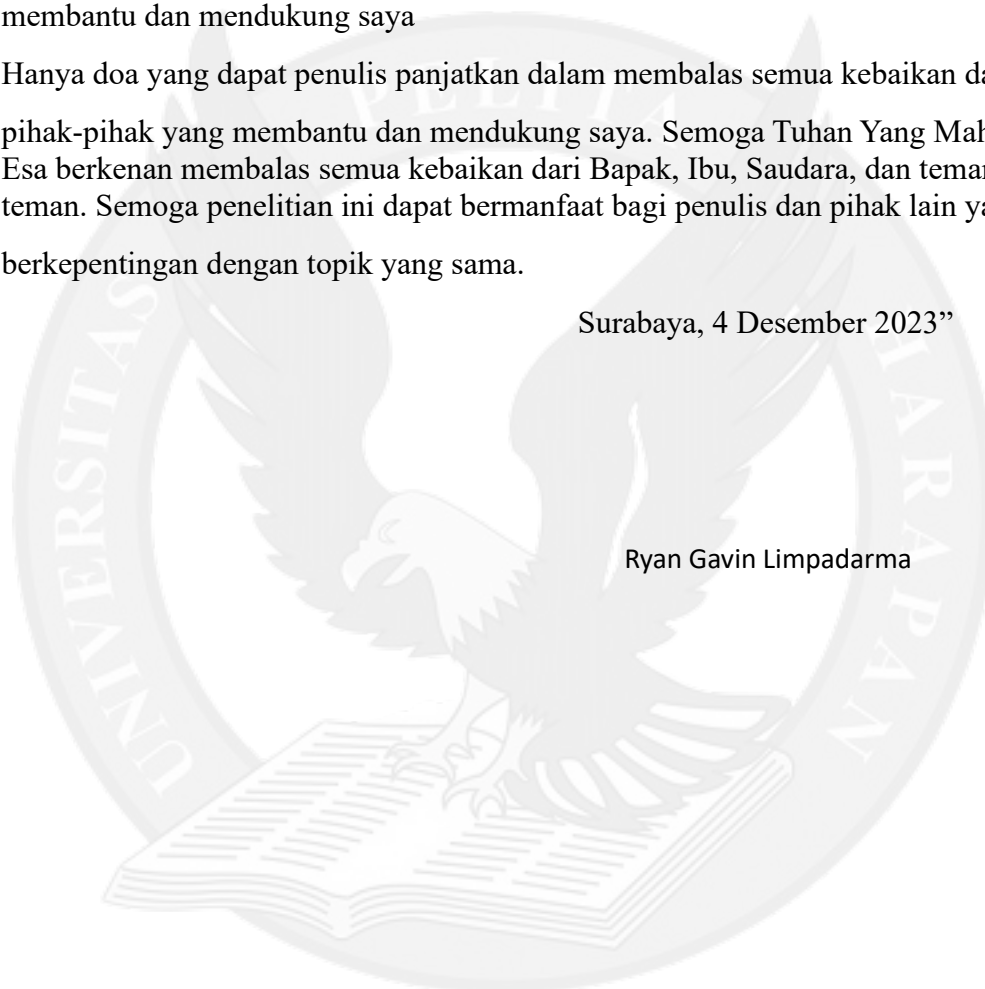 membantu dan mendukung saya
Hanya doa yang dapat penulis panjatkan dalam membalas semua kebaikan da
pihak-pihak yang membantu dan mendukung saya. Semoga Tuhan Yang Mah
Esa berkenan membalas semua kebaikan dari Bapak, Ibu, Saudara, dan teman
teman. Semoga penelitian ini dapat bermanfaat bagi penulis dan pihak lain ya
berkepentingan dengan topik yang sama.
Surabaya, 4 Desember 2023”
Ryan Gavin Limpadarma
UNIVERSITAS PELITA HARAPAN